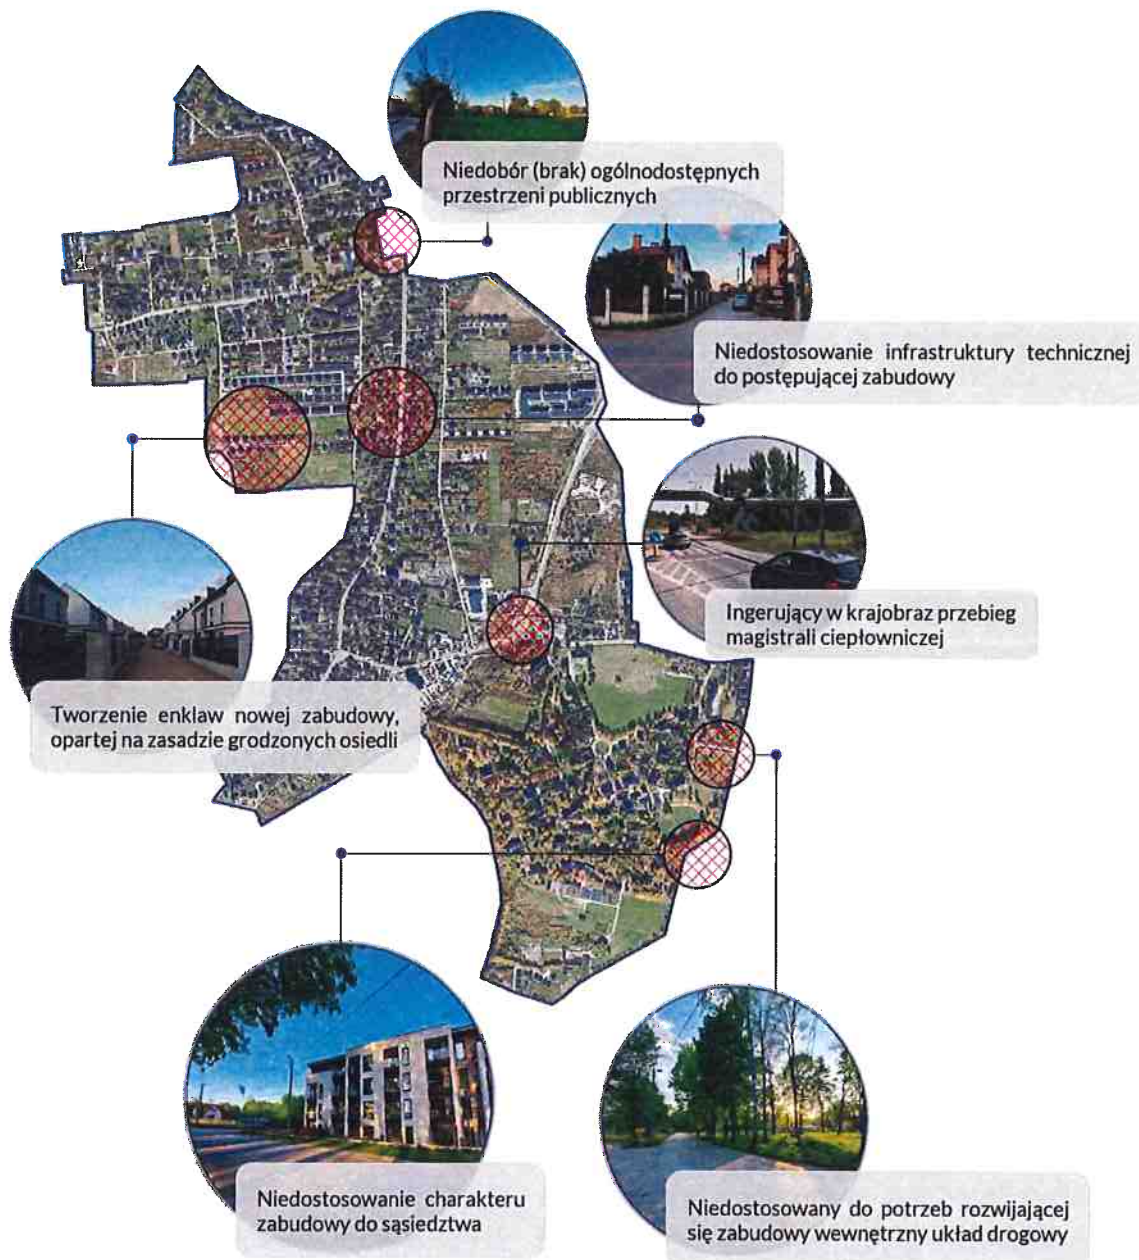 Niedobór (brak) ogólnodostępnych
przestrzeni publicznych
Niedostosowanie infrastruktury technicznej
do postępującej zabudowy
Ingerujący w krajobraz przebieg
magistrali ciepłowniczej
Tworzenie enklaw nowej zabudowy,
opartej na zasadzie grodzonych osiedli
Niedostosowanie charakteru
zabudowy do sąsiedztwa
Niedostosowany do potrzeb rozwijającej
się zabudowy wewnętrzny układ drogowy